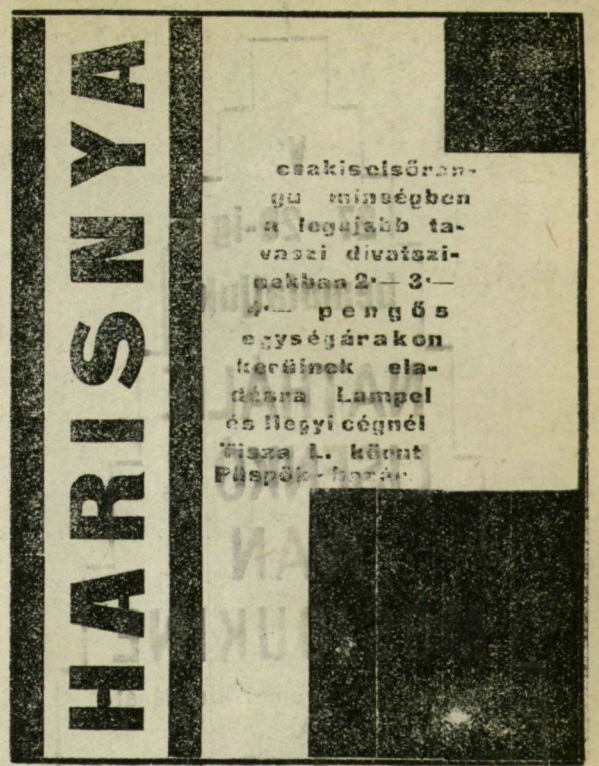 HARISNYA
csakis elsőran-
gu minségben
a legujabb ta-
vaszi divatszi-
nekban 2·— 3·—
4·— pengős
egységárakon
kerülnek ela-
dásra Lampel
és Hegyi cégnél
Tisza L. körut
Püspök-bazár.